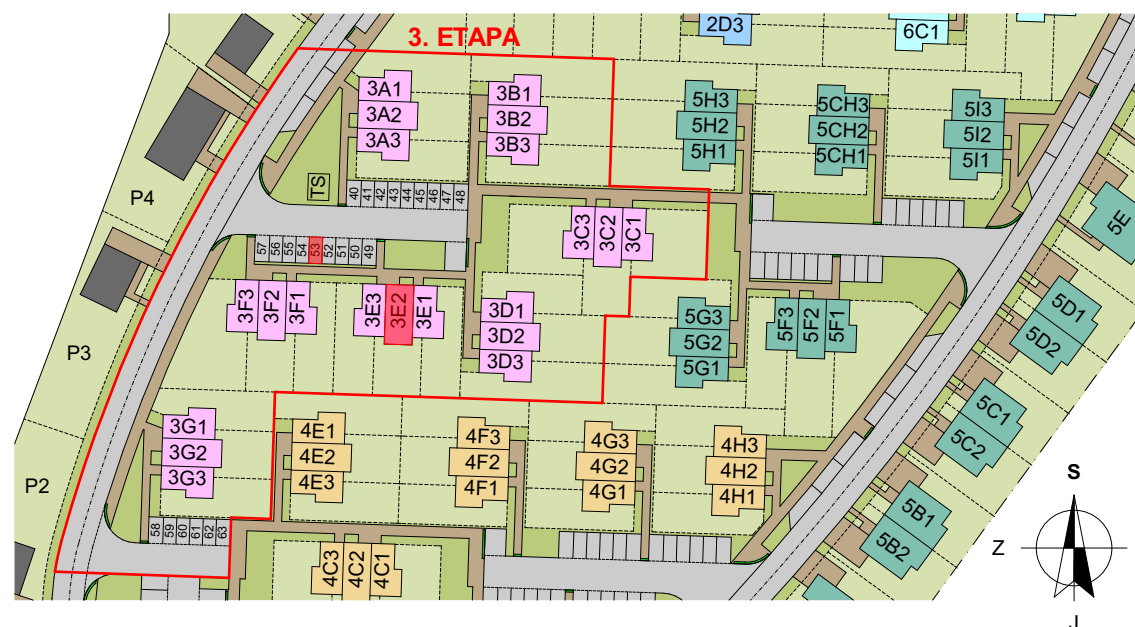 2D3
6C1
3. ETAPA
3A1
3A2
3A3
3B1
3B2
3B3
5H3
5H2
5H1
5CH3
5CH2
5CH1
5I3
5I2
5I1
P4
TS
40
41
42
43
44
45
46
47
48
3C3
3C2
3C1
5E
57
56
55
54
53
52
51
50
49
P3
3F3
3F2
3F1
3E3
3E2
3E1
3D1
3D2
3D3
5G3
5G2
5G1
5F3
5F2
5F1
5D1
5D2
5C1
5C2
3G1
3G2
3G3
4E1
4E2
4E3
4F3
4F2
4F1
4G3
4G2
4G1
4H3
4H2
4H1
P2
58
59
60
61
62
63
4C3
4C2
4C1
5B1
5B2
S
Z
J